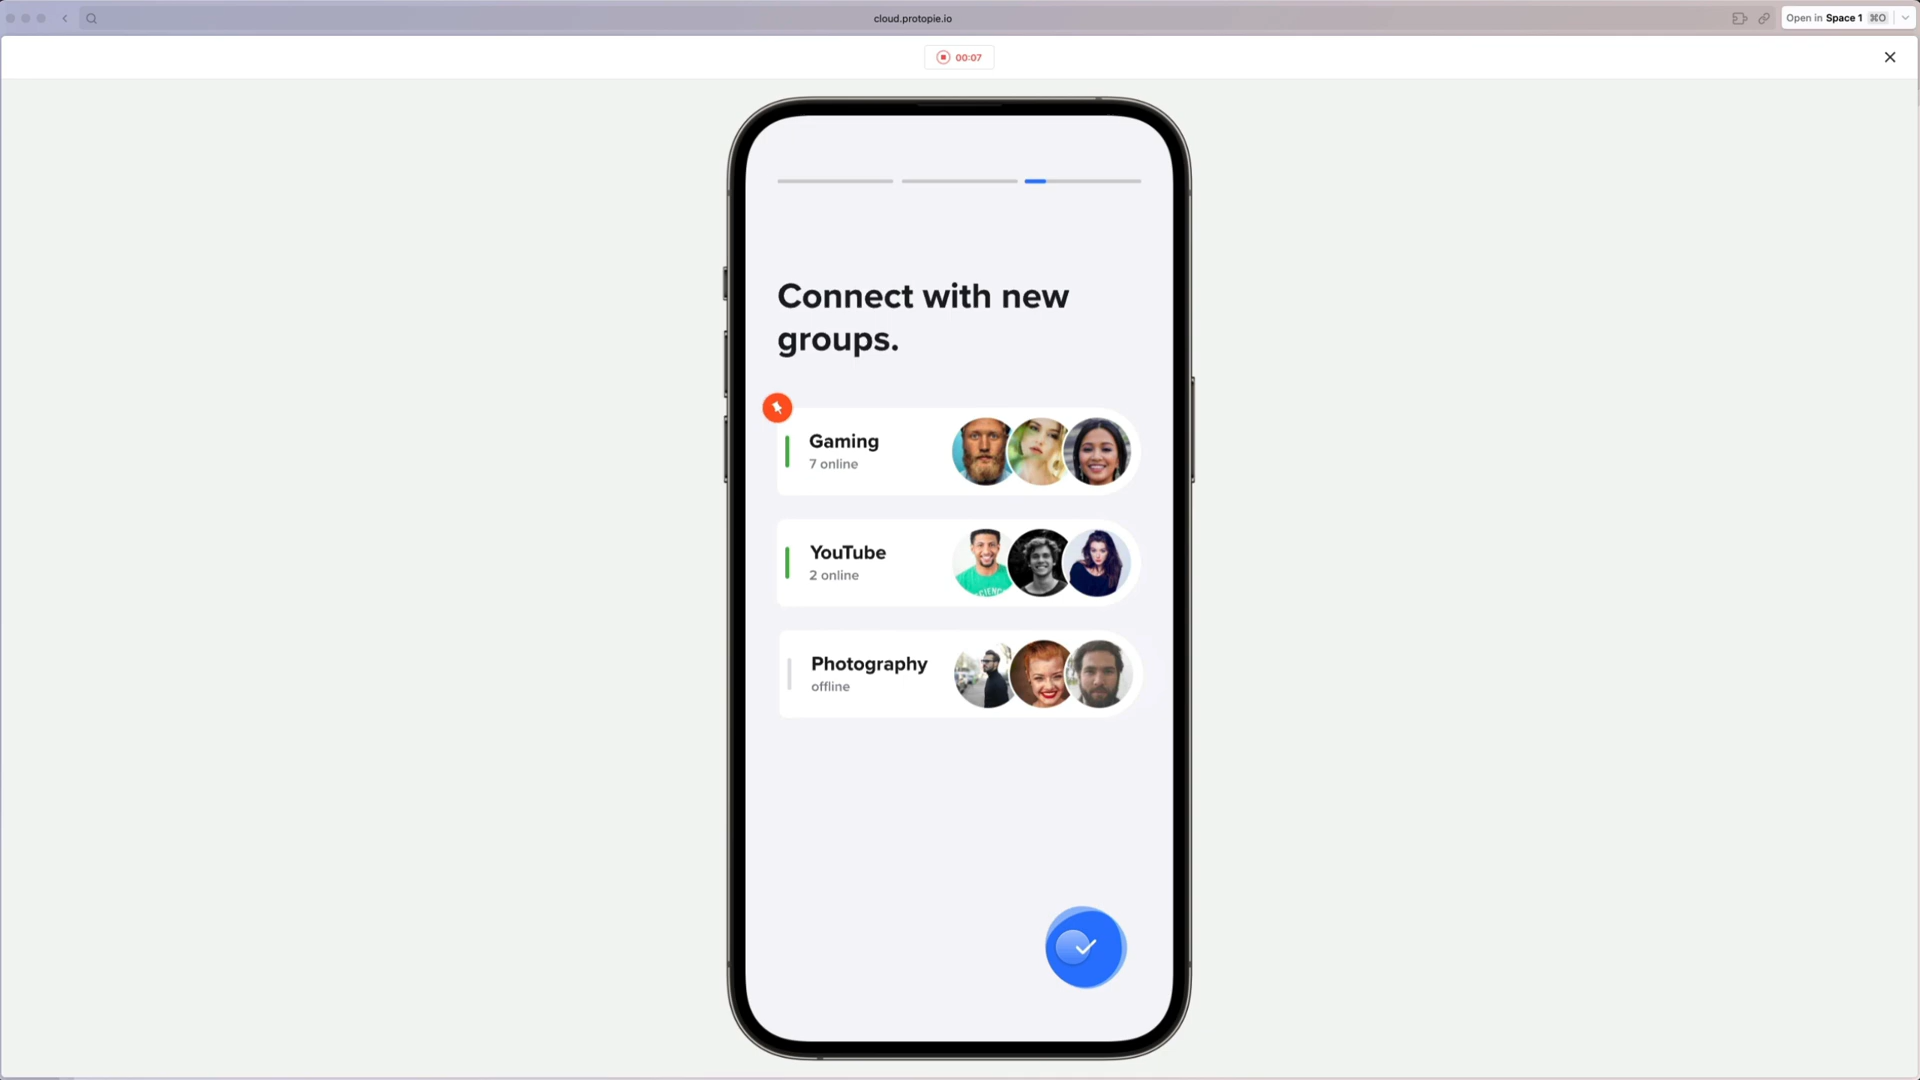 cloud.protopie.io
Open in Space 1 ⌘O
00:07
Connect with new
groups.
Gaming
7 online
YouTube
2 online
SCIENC
Photography
offline